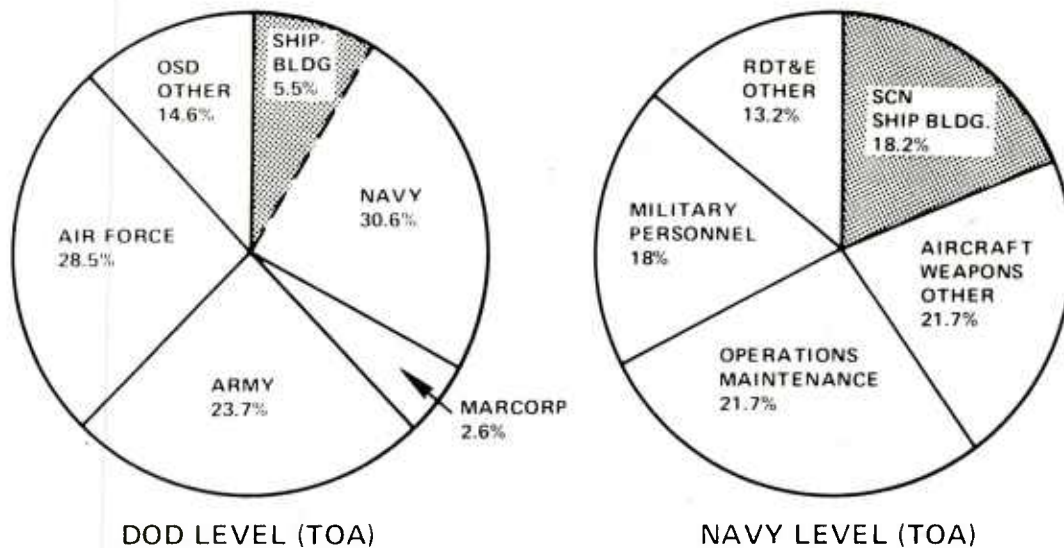 SHIP-
BLDG
5.5%
OSD
OTHER
14.6%
NAVY
30.6%
AIR FORCE
28.5%
ARMY
23.7%
MARCORP
2.6%
DOD LEVEL (TOA)
RDT&E
OTHER
13.2%
SCN
SHIP BLDG.
18.2%
MILITARY
PERSONNEL
18%
AIRCRAFT
WEAPONS
OTHER
21.7%
OPERATIONS
MAINTENANCE
21.7%
NAVY LEVEL (TOA)